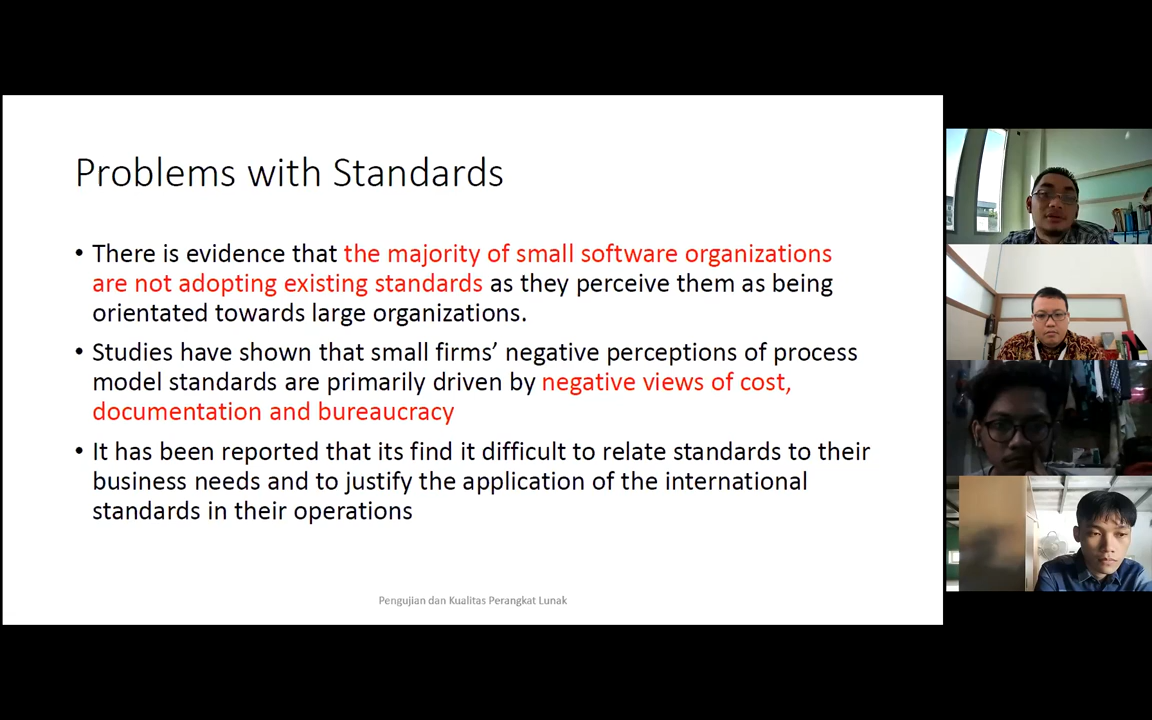 Problems with Standards
• There is evidence that the majority of small software organizations
are not adopting existing standards as they perceive them as being
orientated towards large organizations.
• Studies have shown that small firms’ negative perceptions of process
model standards are primarily driven by negative views of cost,
documentation and bureaucracy
• It has been reported that its find it difficult to relate standards to their
business needs and to justify the application of the international
standards in their operations
Pengujian dan Kualitas Perangkat Lunak